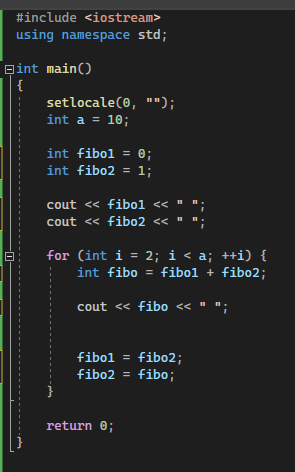 #include <iostream>
using namespace std;
int main()
{
setlocale(0, "");
int a = 10;
int fibo1 = 0;
int fibo2 = 1;
cout << fibo1 << " ";
cout << fibo2 << " ";
for (int i = 2; i < a; ++i) {
int fibo = fibo1 + fibo2;
cout << fibo << " ";
fibo1 = fibo2;
fibo2 = fibo;
}
return 0;
}